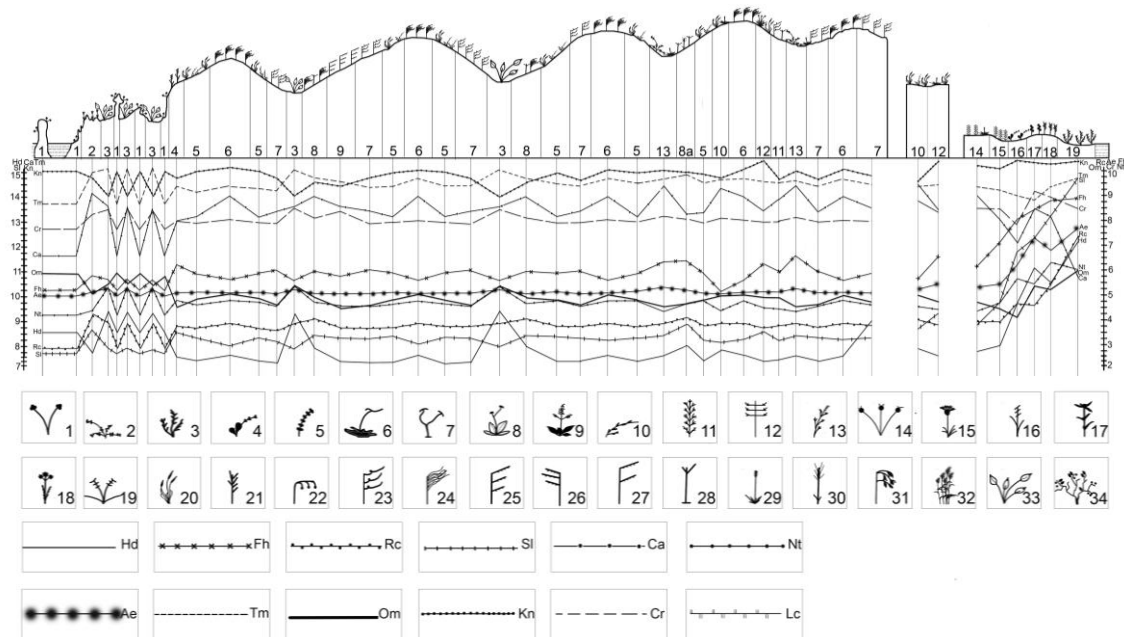 1 1 2 3 1 3 1 3 1 4 5 6 5 7 3 8 9 7 5 6 5 7 3 8 5 7 6 5 13 8a 5 10 6 12 11 13 7 6 7 10 12 14 15 16 17 18 19
Hd Ca Tm
Sl Kn
Rc Ae Fh
Om Cr Nt
15 Kn
14
Tm
13
Cr
12
Ca
11
Om
Fh
10 Ae
Nt
9
Hd
8 Rc
Sl
7
10 Kn
Tm
Sl
9 Fh
Cr
8
Ae
7 Rc
Hd
6 Nt
Om
Ca
5
4
3
2
1 2 3 4 5 6 7 8 9 10 11 12 13 14 15 16 17
18 19 20 21 22 23 24 25 26 27 28 29 30 31 32 33 34
Hd Fh Rc Sl Ca Nt
Ae Tm Om Kn Cr Lc